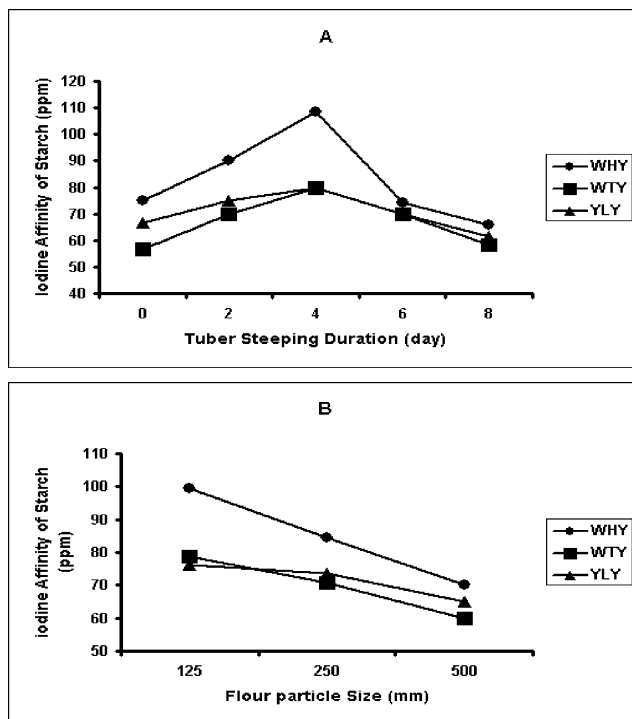 A
Iodine Affinity of Starch (ppm)
120
110
100
90
80
70
60
50
40
0 2 4 6 8
Tuber Steeping Duration (day)
WHY
WTY
YLY
B
iodine Affinity of Starch
(ppm)
110
100
90
80
70
60
50
125 250 500
Flour particle Size (mm)
WHY
WTY
YLY